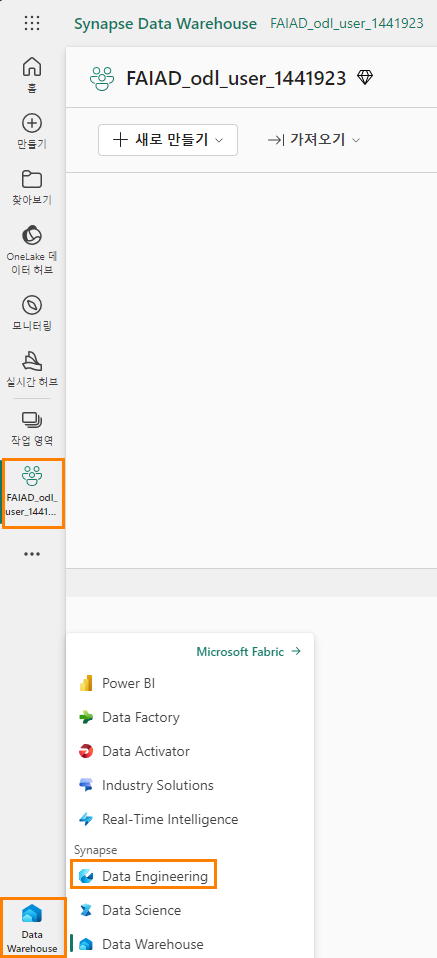 Synapse Data Warehouse FAIAD_odl_user_1441923
홈
만들기
찾아보기
OneLake 데
이터 허브
모니터링
실시간 허브
작업 영역
FAIAD_odl_
user_1441...
Data
Warehouse
FAIAD_odl_user_1441923
새로 만들기
가져오기
Microsoft Fabric
Power BI
Data Factory
Data Activator
Industry Solutions
Real-Time Intelligence
Synapse
Data Engineering
Data Science
Data Warehouse